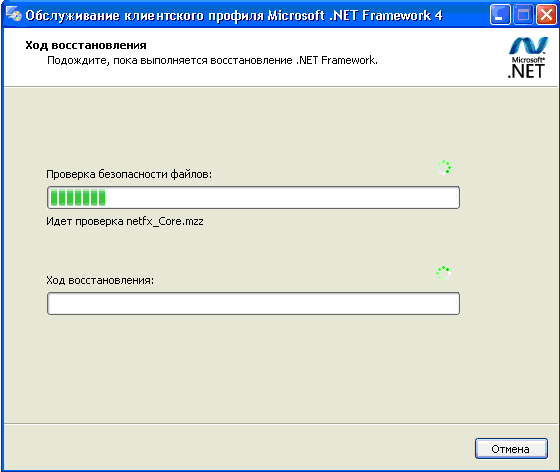 Обслуживание клиентского профиля Microsoft .NET Framework 4
Ход восстановления
Подождите, пока выполняется восстановление .NET Framework.
Microsoft®
.NET
Проверка безопасности файлов:
Идет проверка netfx_Core.mzz
Ход восстановления:
Отмена